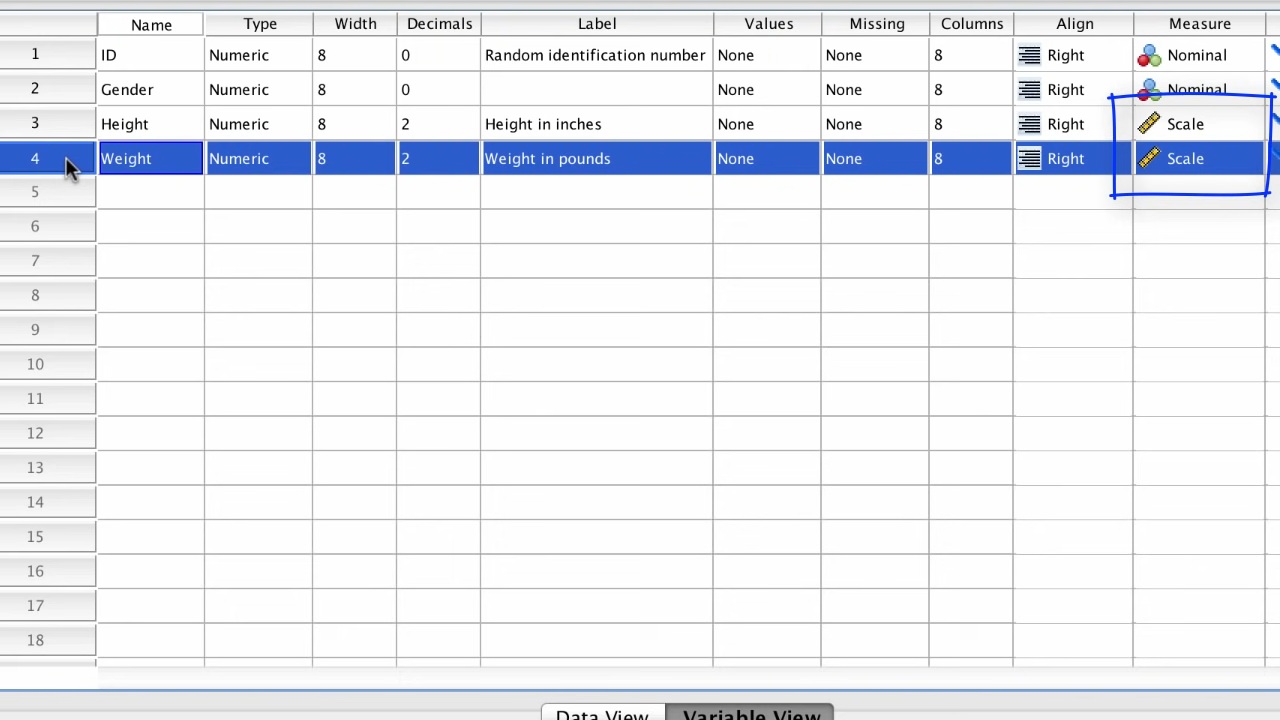 Name Type Width Decimals Label Values Missing Columns Align Measure
1 ID Numeric 8 0 Random identification number None None 8 Right Nominal
2 Gender Numeric 8 0 None None 8 Right Nominal
3 Height Numeric 8 2 Height in inches None None 8 Right Scale
4 Weight Numeric 8 2 Weight in pounds None None 8 Right Scale
5
6
7
8
9
10
11
12
13
14
15
16
17
18
Data View Variable View